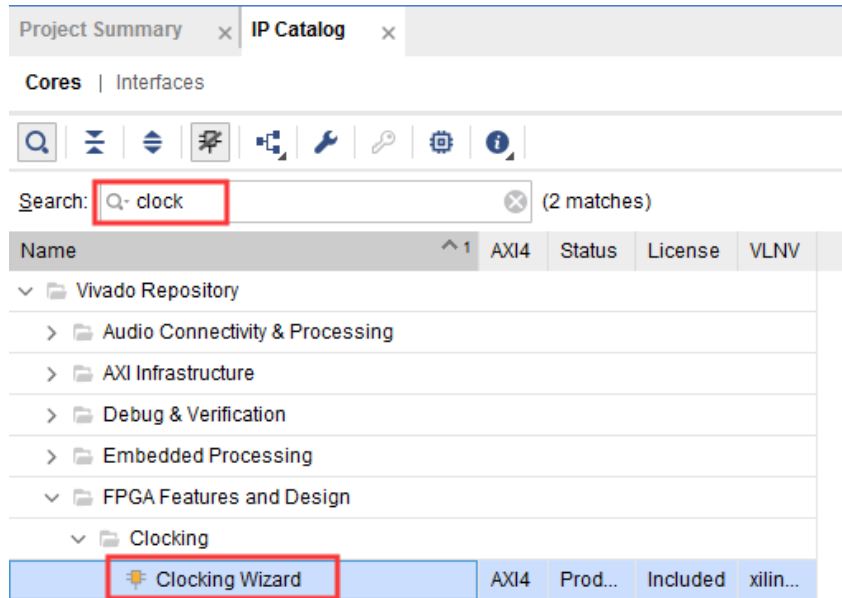 Project Summary × IP Catalog ×
Cores | Interfaces
Search: clock (2 matches)
Name ^1 AXI4 Status License VLNV
Vivado Repository
Audio Connectivity & Processing
AXI Infrastructure
Debug & Verification
Embedded Processing
FPGA Features and Design
Clocking
Clocking Wizard AXI4 Prod... Included xilin...